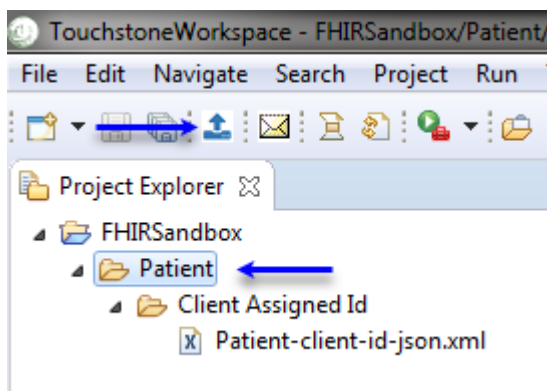 TouchstoneWorkspace - FHIRSandbox/Patient/
File Edit Navigate Search Project Run
Project Explorer
FHIRSandbox
Patient
Client Assigned Id
Patient-client-id-json.xml